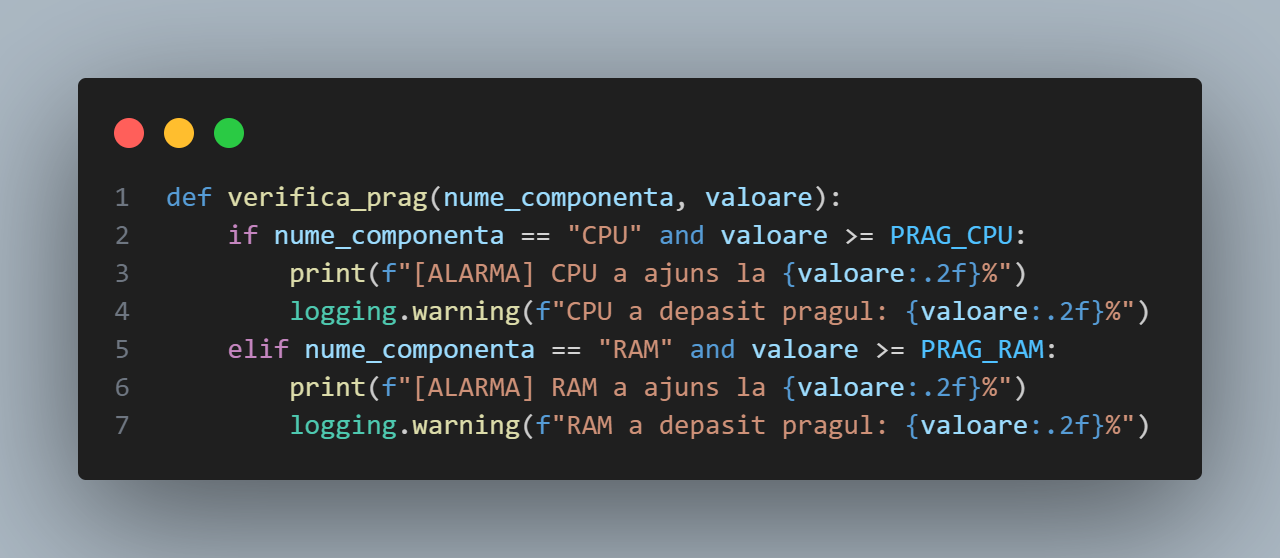 1 def verifica_prag(nume_componenta, valoare):
2     if nume_componenta == "CPU" and valoare >= PRAG_CPU:
3         print(f"[ALARMA] CPU a ajuns la {valoare:.2f}%")
4         logging.warning(f"CPU a depasit pragul: {valoare:.2f}%")
5     elif nume_componenta == "RAM" and valoare >= PRAG_RAM:
6         print(f"[ALARMA] RAM a ajuns la {valoare:.2f}%")
7         logging.warning(f"RAM a depasit pragul: {valoare:.2f}%")